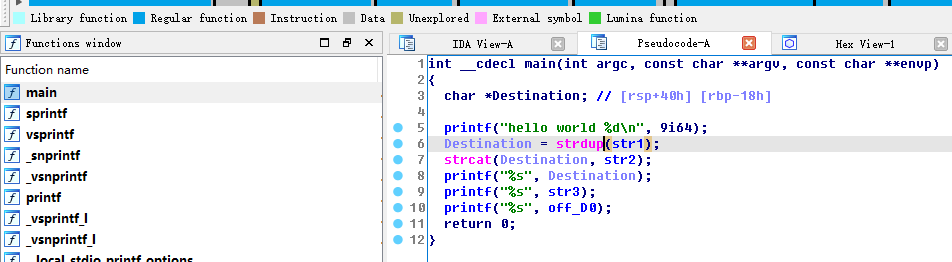 Library function Regular function Instruction Data Unexplored External symbol Lumina function
Functions window
IDA View-A Pseudocode-A Hex View-1
Function name
main
sprintf
vsprintf
_snprintf
_vsnprintf
printf
_vsprintf_l
_vsnprintf_l
__local_stdio_printf_options
1 int __cdecl main(int argc, const char **argv, const char **envp)
2 {
3 char *Destination; // [rsp+40h] [rbp-18h]
4
5 printf("hello world %d\n", 9i64);
6 Destination = strdup(str1);
7 strcat(Destination, str2);
8 printf("%s", Destination);
9 printf("%s", str3);
10 printf("%s", off_D0);
11 return 0;
12 }